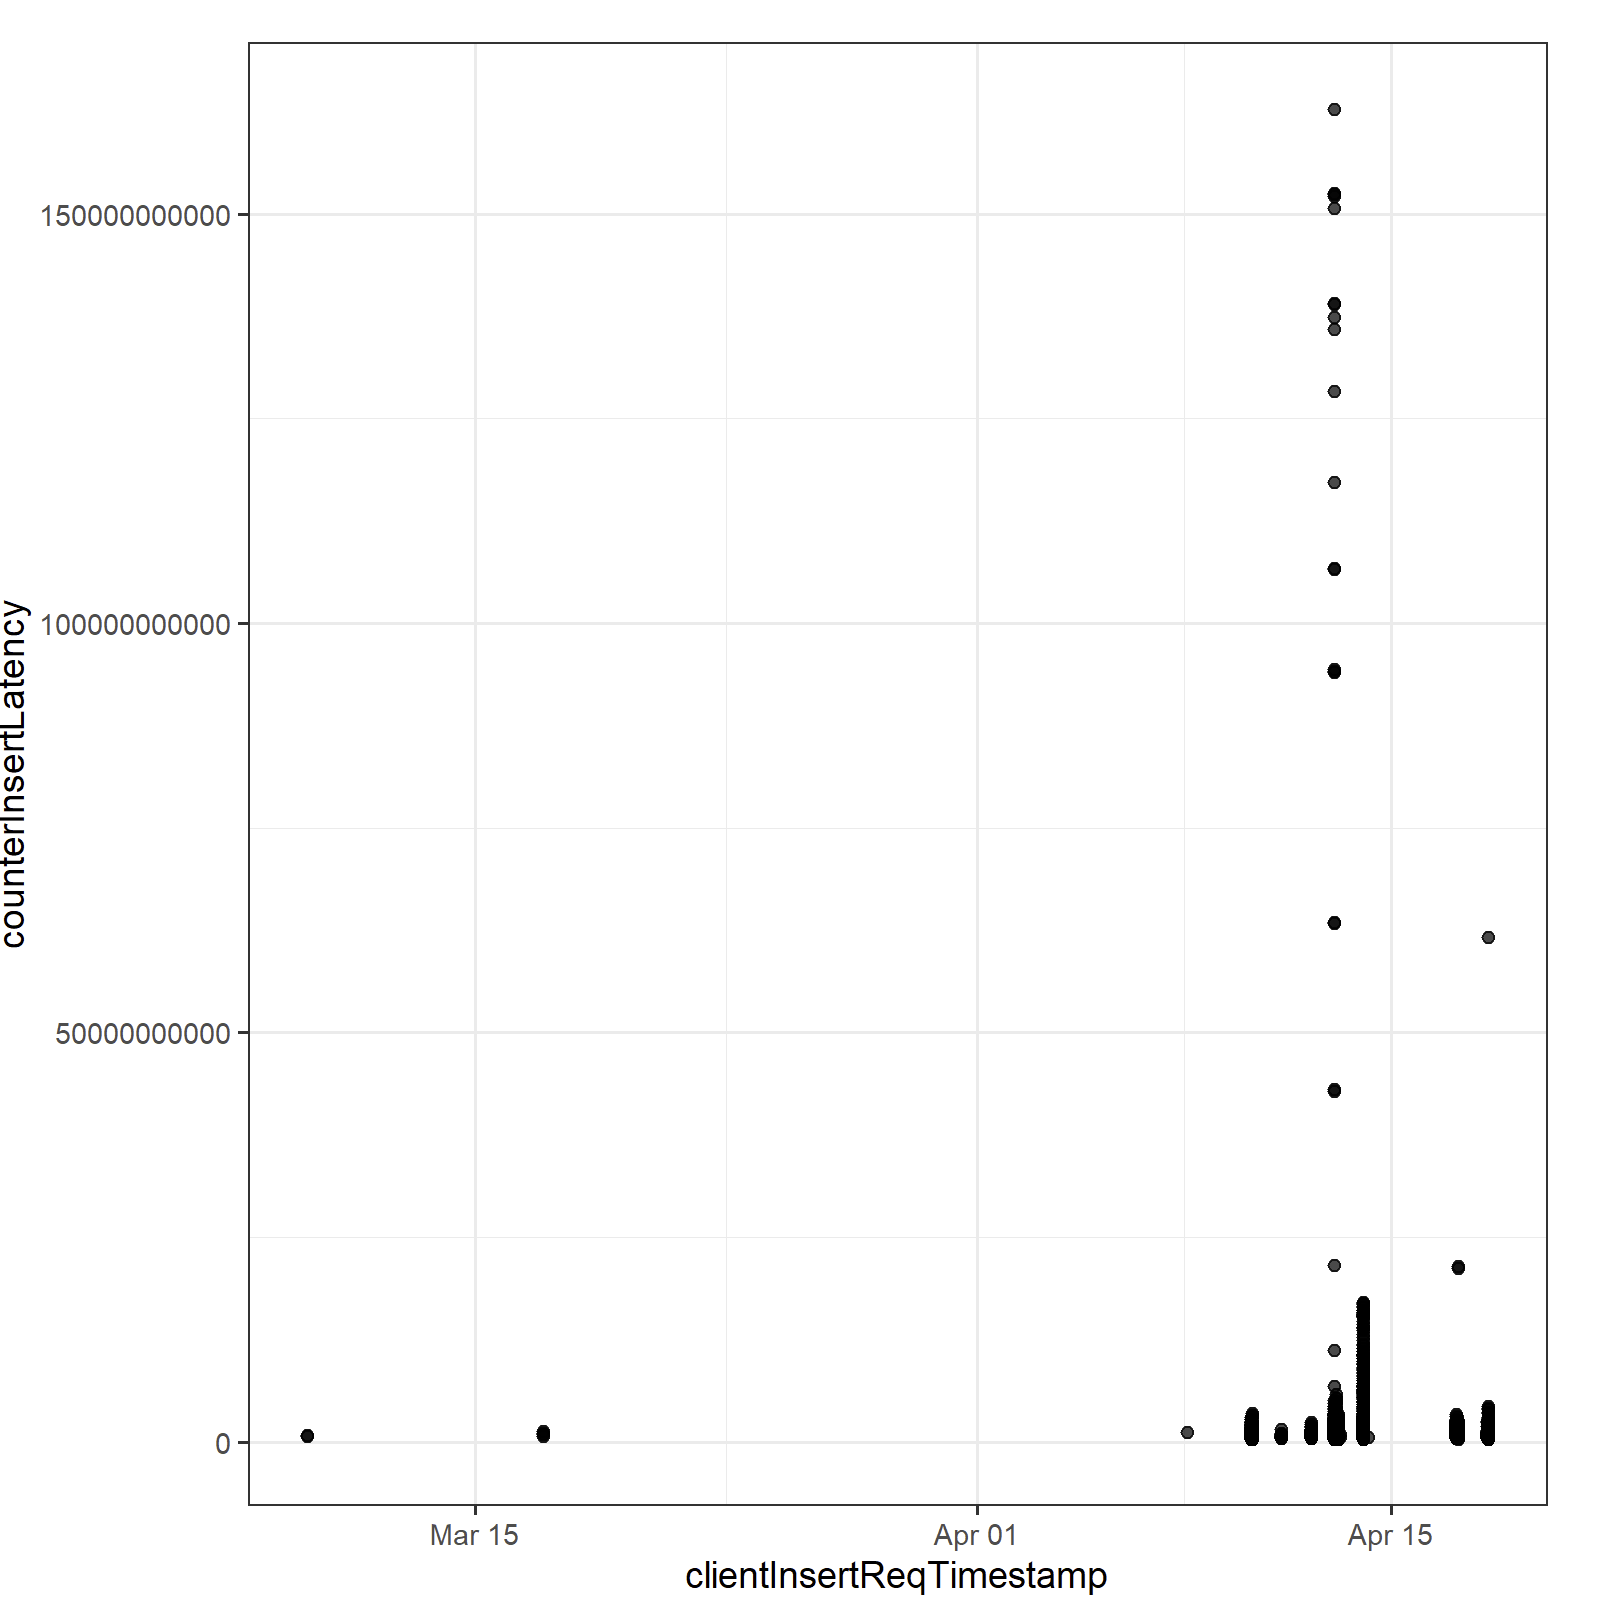 counterInsertLatency
150000000000
100000000000
50000000000
0
Mar 15
Apr 01
Apr 15
clientInsertReqTimestamp